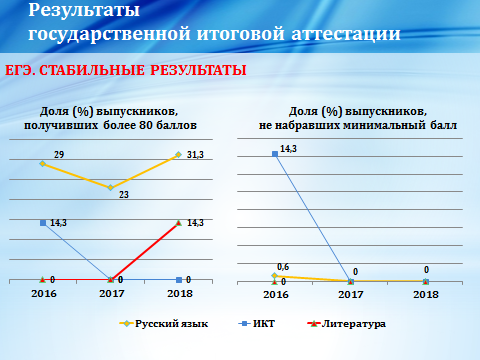 Результаты
государственной итоговой аттестации
ЕГЭ. СТАБИЛЬНЫЕ РЕЗУЛЬТАТЫ
Доля (%) выпускников,
получивших более 80 баллов
29
23
31,3
14,3
14,3
0
0
0
2016 2017 2018
Доля (%) выпускников,
не набравших минимальный балл
14,3
0,6
0
0
0
2016 2017 2018
Русский язык ИКТ Литература